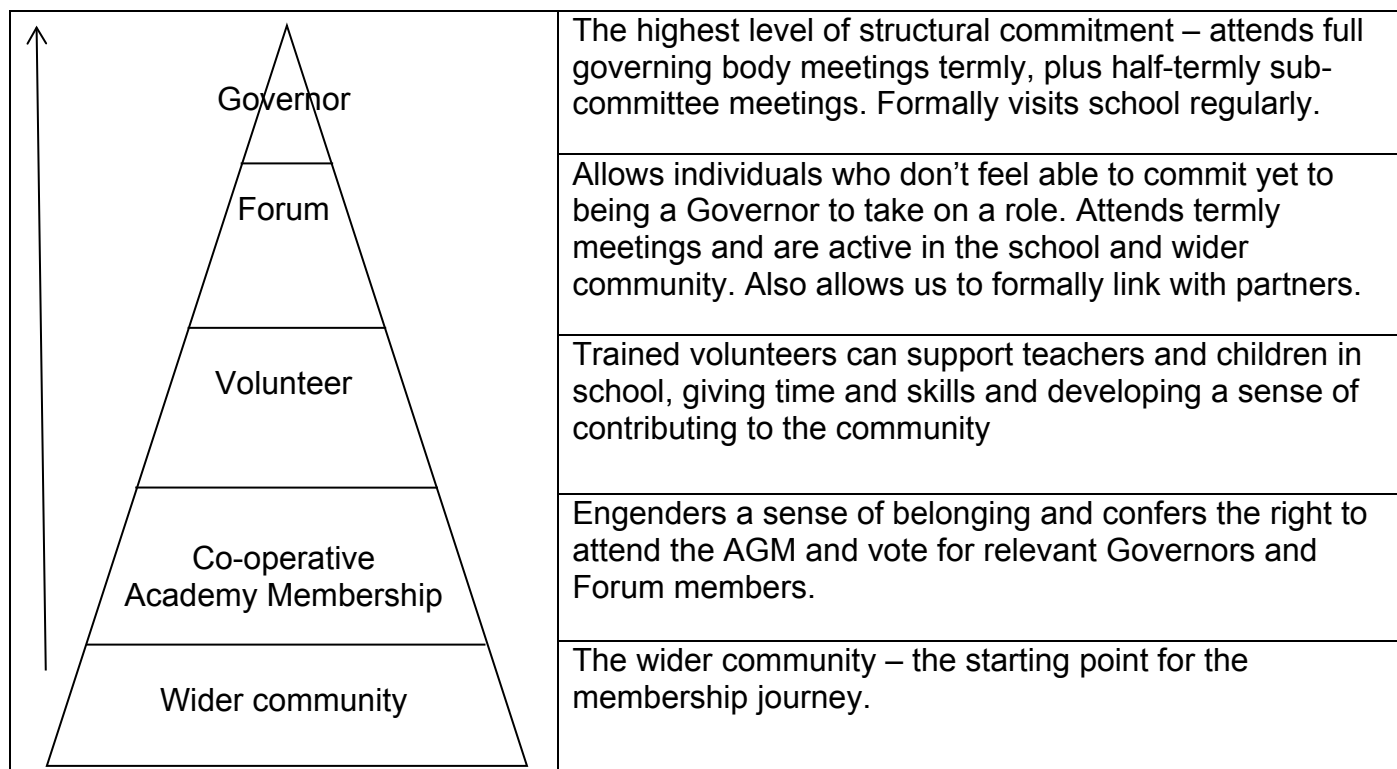 Governor
The highest level of structural commitment – attends full
governing body meetings termly, plus half-termly sub-
committee meetings. Formally visits school regularly.
Forum
Allows individuals who don’t feel able to commit yet to
being a Governor to take on a role. Attends termly
meetings and are active in the school and wider
community. Also allows us to formally link with partners.
Volunteer
Trained volunteers can support teachers and children in
school, giving time and skills and developing a sense of
contributing to the community
Co-operative
Academy Membership
Engenders a sense of belonging and confers the right to
attend the AGM and vote for relevant Governors and
Forum members.
Wider community
The wider community – the starting point for the
membership journey.